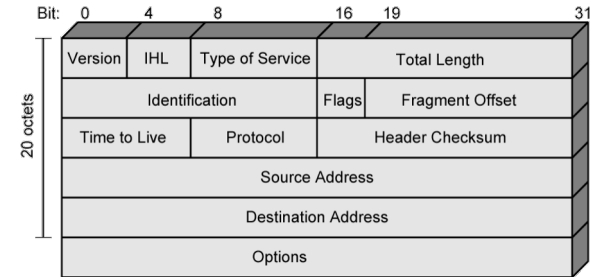 Bit: 0 4 8 16 19 31
Version IHL Type of Service Total Length
Identification Flags Fragment Offset
Time to Live Protocol Header Checksum
Source Address
Destination Address
Options
20 octets